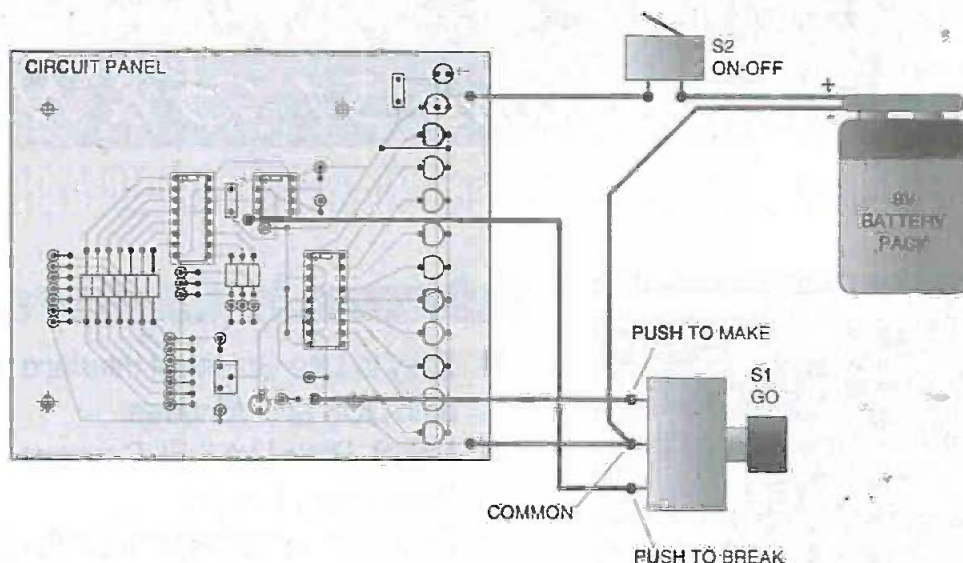 CIRCUIT PANEL
S2
ON-OFF
+
-
9V
BATTERY
PACK
PUSH TO MAKE
S1
GO
COMMON
PUSH TO BREAK